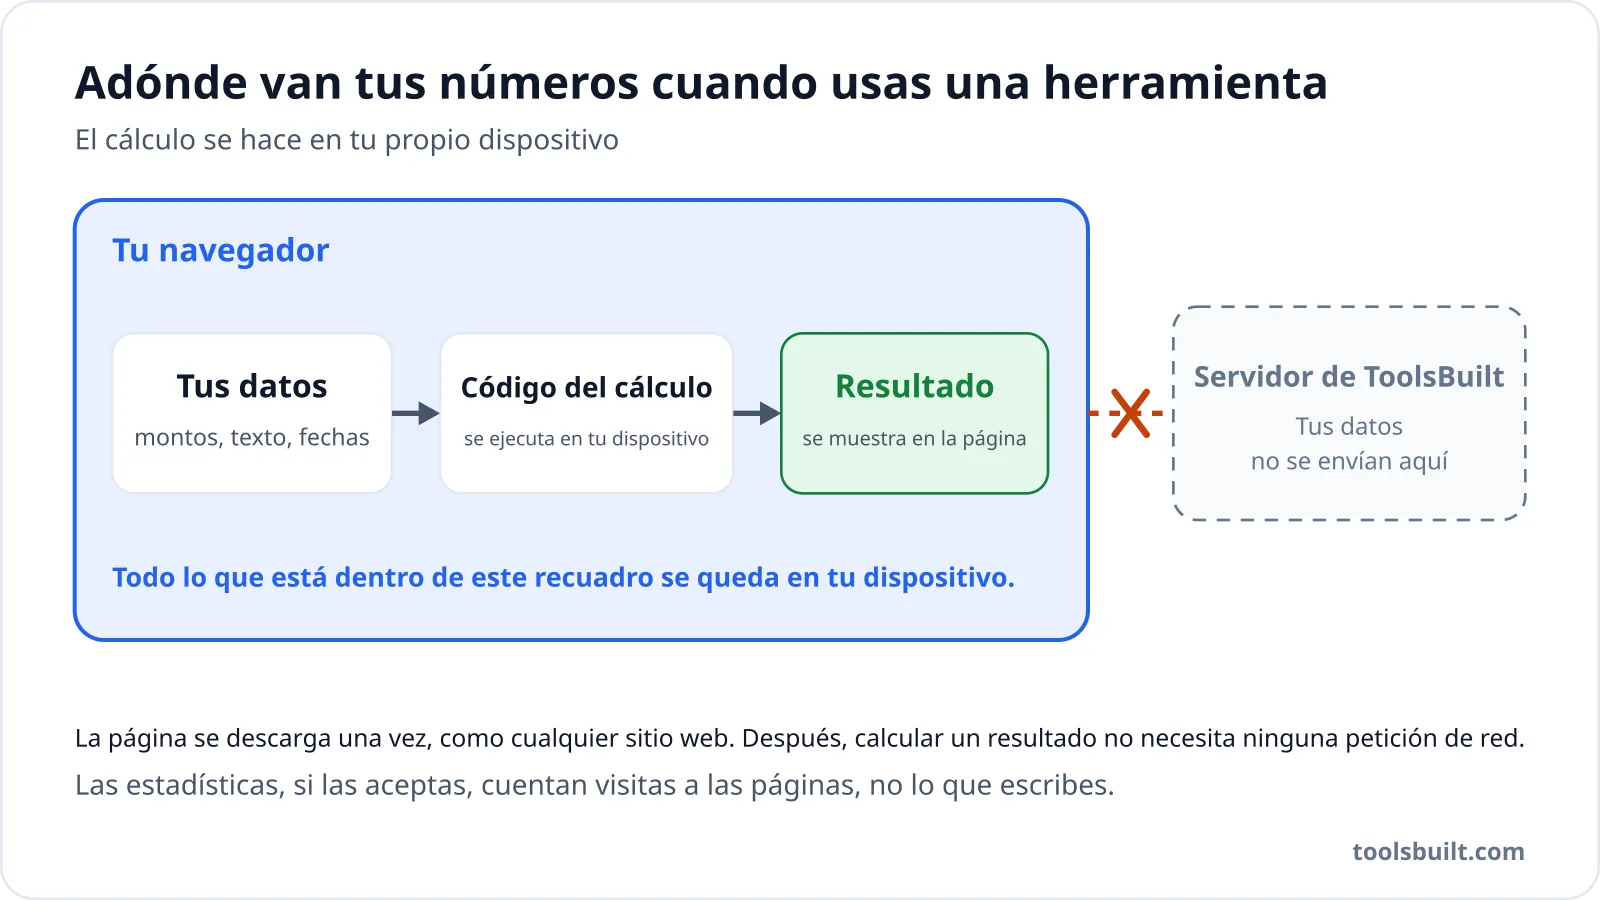 Adónde van tus números cuando usas una herramienta
El cálculo se hace en tu propio dispositivo
Tu navegador
Tus datos
montos, texto, fechas
Código del cálculo
se ejecuta en tu dispositivo
Resultado
se muestra en la página
Servidor de ToolsBuilt
Tus datos
no se envían aquí
Todo lo que está dentro de este recuadro se queda en tu dispositivo.
La página se descarga una vez, como cualquier sitio web. Después, calcular un resultado no necesita ninguna petición de red.
Las estadísticas, si las aceptas, cuentan visitas a las páginas, no lo que escribes.
toolsbuilt.com